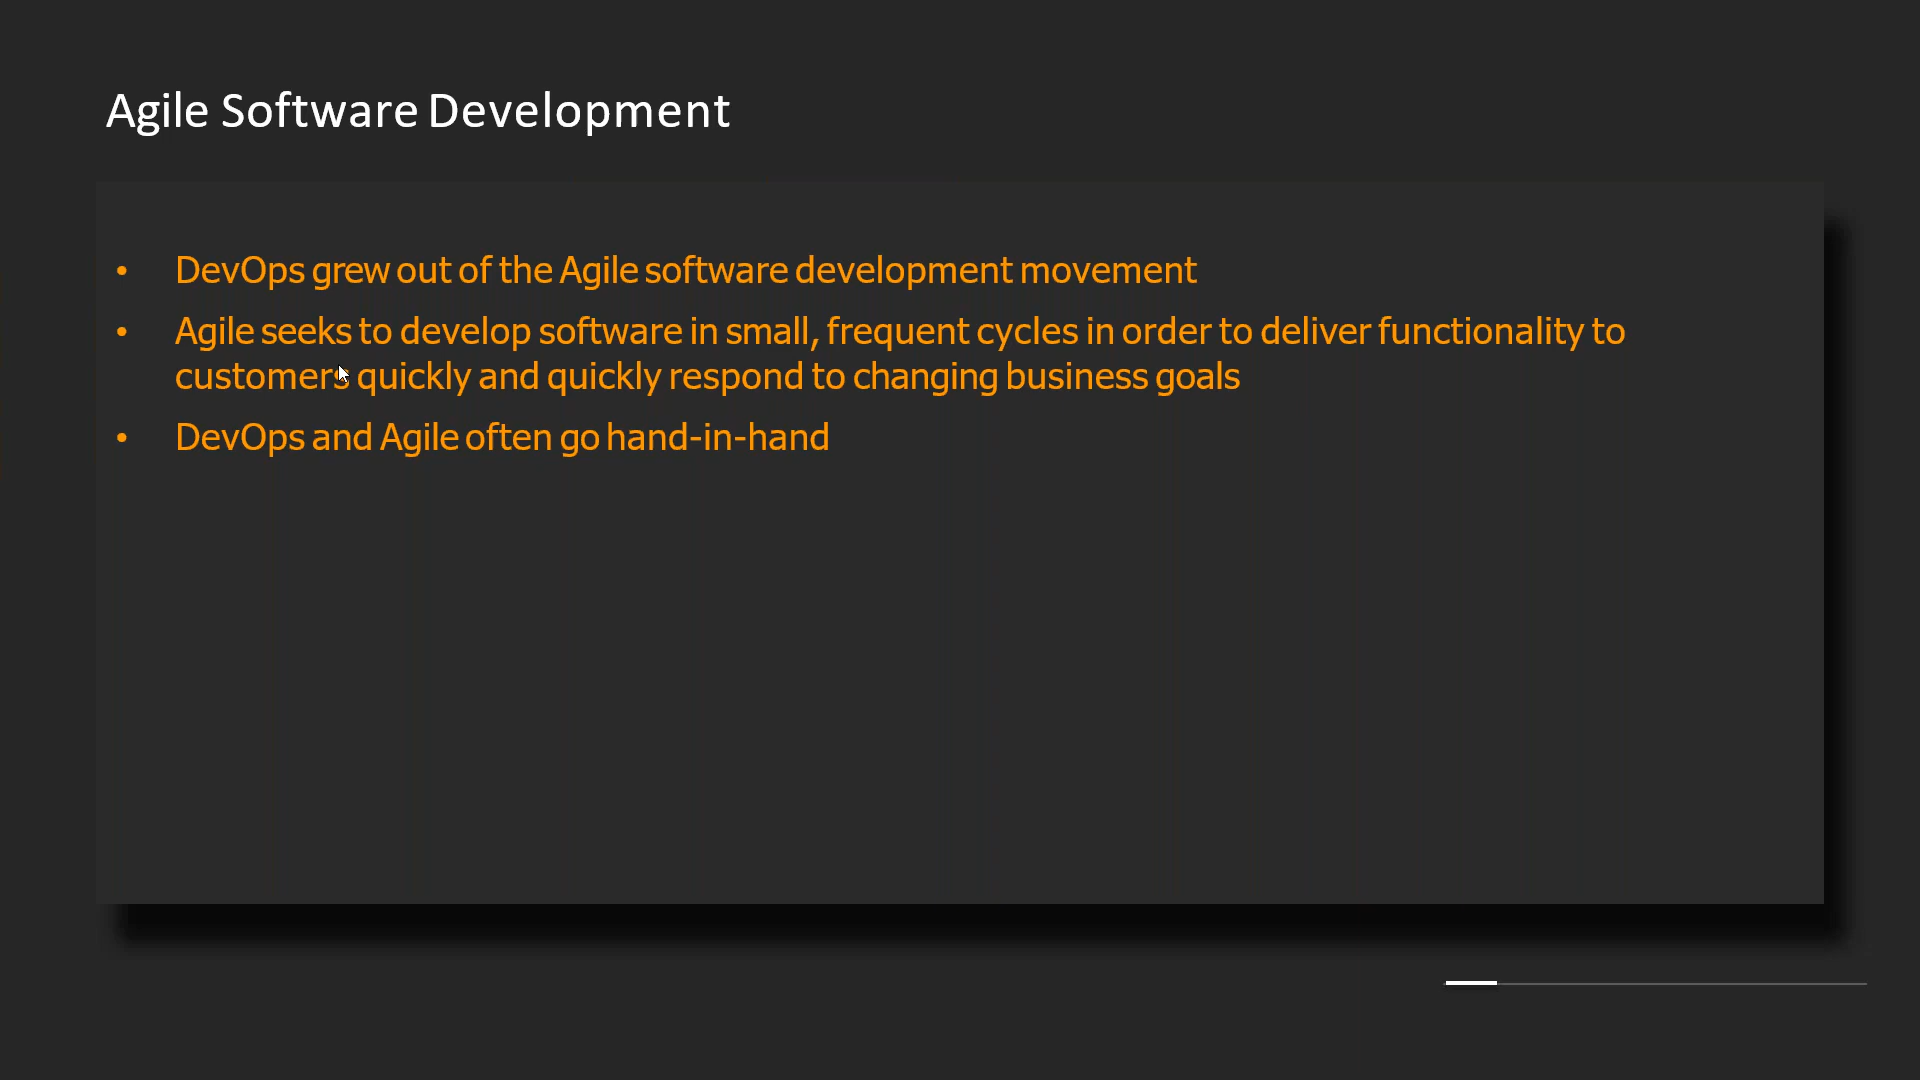 Agile Software Development
• DevOps grew out of the Agile software development movement
• Agile seeks to develop software in small, frequent cycles in order to deliver functionality to
customers quickly and quickly respond to changing business goals
• DevOps and Agile often go hand-in-hand